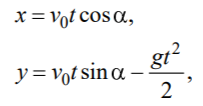 x = v₀t cos α,
y = v₀t sin α − gt²/2,